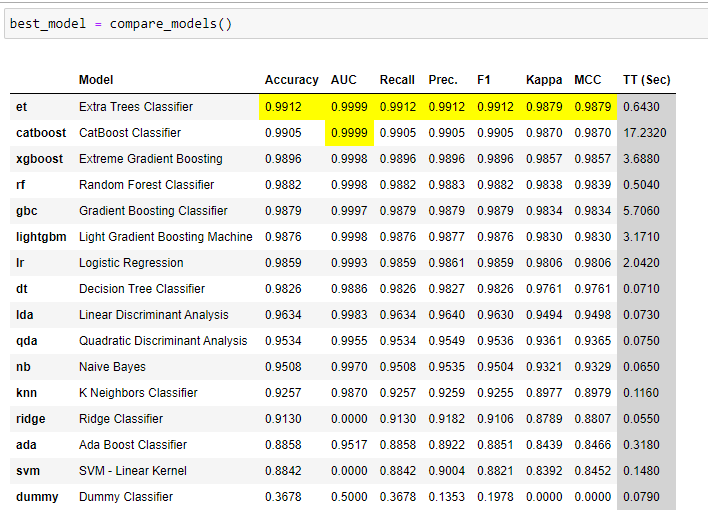 best_model = compare_models()
Model Accuracy AUC Recall Prec. F1 Kappa MCC TT (Sec)
et Extra Trees Classifier 0.9912 0.9999 0.9912 0.9912 0.9912 0.9879 0.9879 0.6430
catboost CatBoost Classifier 0.9905 0.9999 0.9905 0.9905 0.9905 0.9870 0.9870 17.2320
xgboost Extreme Gradient Boosting 0.9896 0.9998 0.9896 0.9896 0.9896 0.9857 0.9857 3.6880
rf Random Forest Classifier 0.9882 0.9998 0.9882 0.9883 0.9882 0.9838 0.9839 0.5040
gbc Gradient Boosting Classifier 0.9879 0.9997 0.9879 0.9879 0.9879 0.9834 0.9834 5.7060
lightgbm Light Gradient Boosting Machine 0.9876 0.9998 0.9876 0.9877 0.9876 0.9830 0.9830 3.1710
lr Logistic Regression 0.9859 0.9993 0.9859 0.9861 0.9859 0.9806 0.9806 2.0420
dt Decision Tree Classifier 0.9826 0.9886 0.9826 0.9827 0.9826 0.9761 0.9761 0.0710
lda Linear Discriminant Analysis 0.9634 0.9983 0.9634 0.9640 0.9630 0.9494 0.9498 0.0730
qda Quadratic Discriminant Analysis 0.9534 0.9955 0.9534 0.9549 0.9536 0.9361 0.9365 0.0750
nb Naive Bayes 0.9508 0.9970 0.9508 0.9535 0.9504 0.9321 0.9329 0.0650
knn K Neighbors Classifier 0.9257 0.9870 0.9257 0.9259 0.9255 0.8977 0.8979 0.1160
ridge Ridge Classifier 0.9130 0.0000 0.9130 0.9182 0.9106 0.8789 0.8807 0.0550
ada Ada Boost Classifier 0.8858 0.9517 0.8858 0.8922 0.8851 0.8439 0.8466 0.3180
svm SVM - Linear Kernel 0.8842 0.0000 0.8842 0.9004 0.8821 0.8392 0.8452 0.1480
dummy Dummy Classifier 0.3678 0.5000 0.3678 0.1353 0.1978 0.0000 0.0000 0.0790